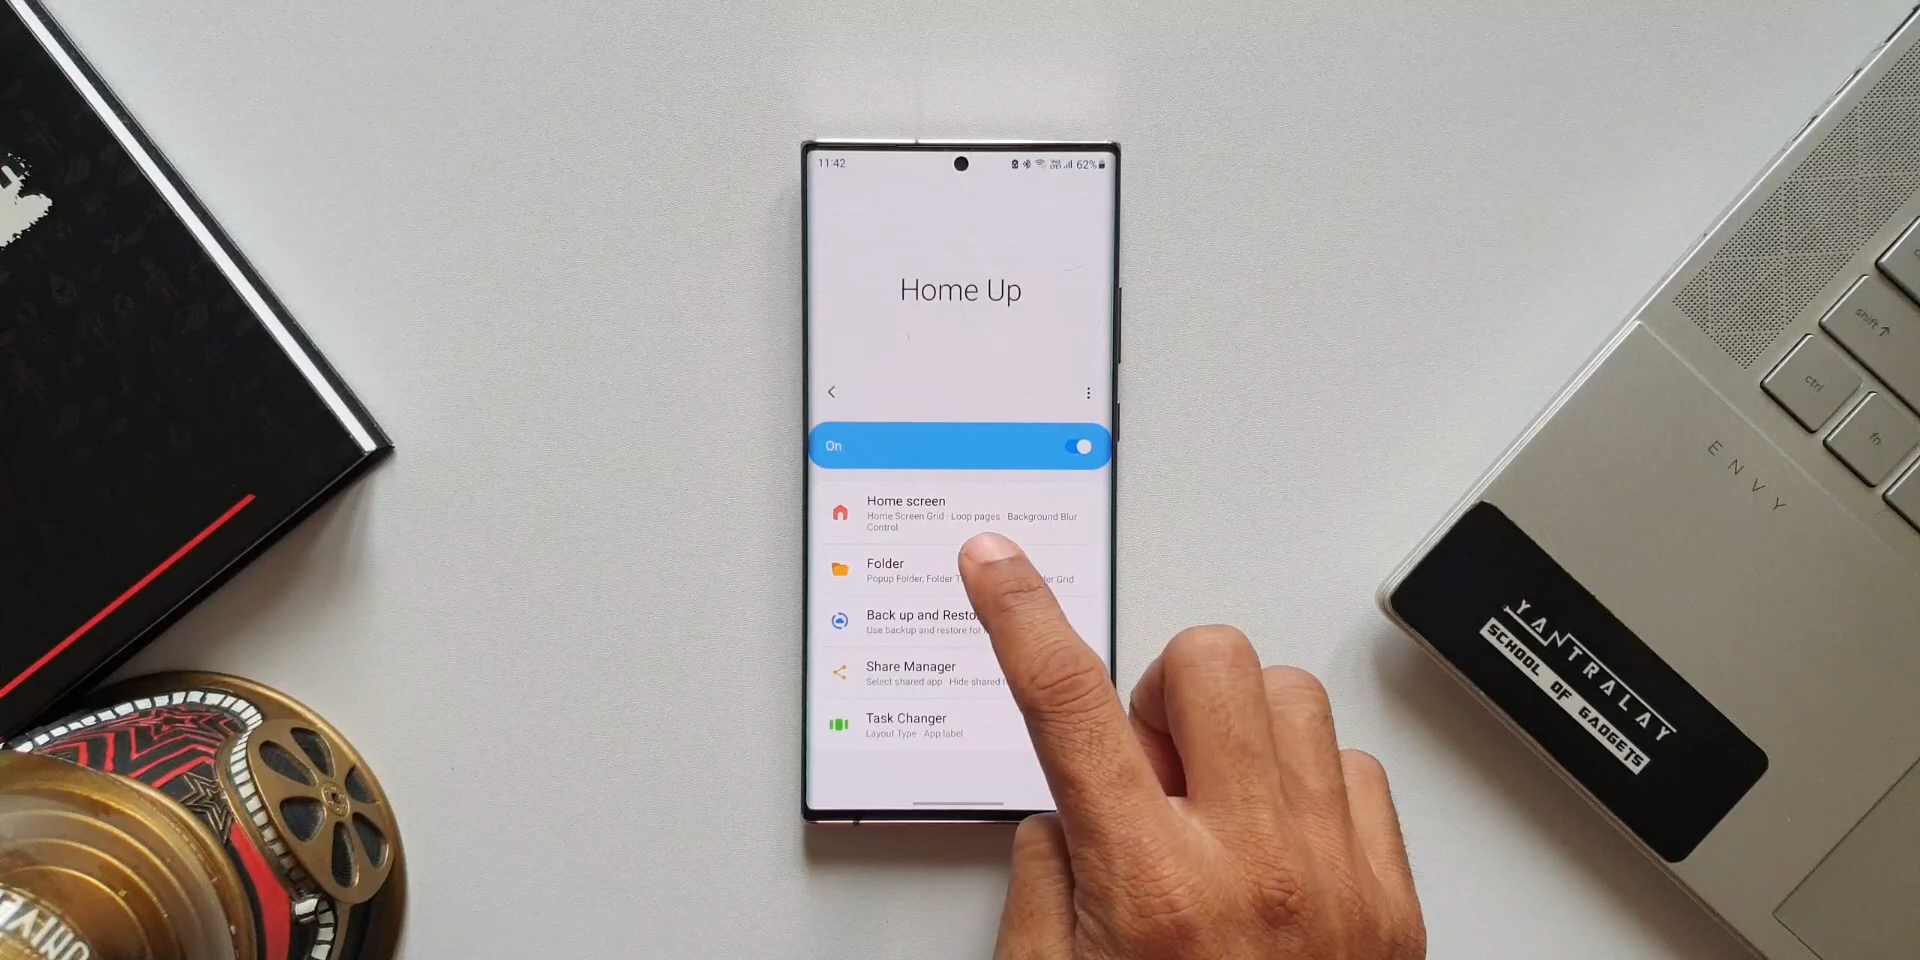 11:42
62%
Home Up
On
Home screen
Home Screen Grid · Loop pages · Background Blur
Control
Folder
Popup Folder, Folder
Grid
Back up and
Use backup and restore for
Share Manager
Select shared app · Hide shared
Task Changer
Layout Type · App label
shift ↑
ctrl
fn
ENVY
YANTRALAY
SCHOOL OF GADGETS